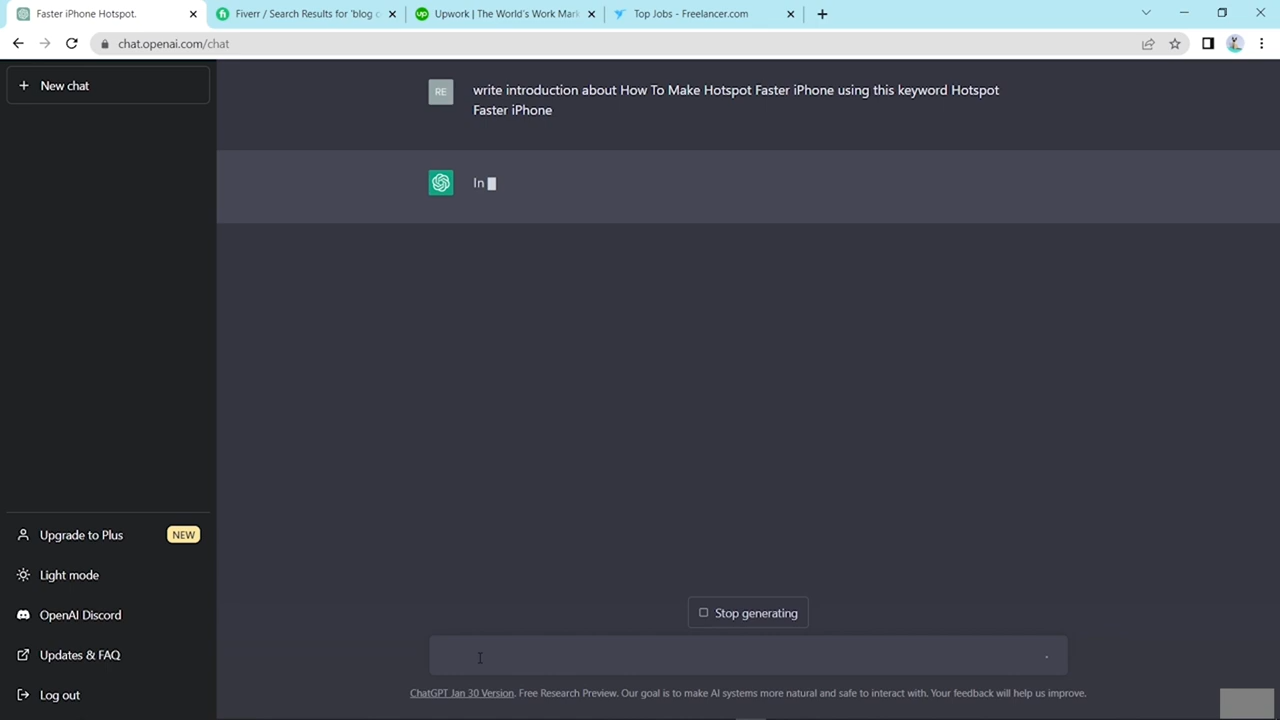 Faster iPhone Hotspot.
Fiverr / Search Results for 'blog c
Upwork | The World's Work Mark
Top Jobs - Freelancer.com
chat.openai.com/chat
New chat
RE
write introduction about How To Make Hotspot Faster iPhone using this keyword Hotspot
Faster iPhone
In
Upgrade to Plus
NEW
Light mode
OpenAI Discord
Updates & FAQ
Log out
Stop generating
ChatGPT Jan 30 Version. Free Research Preview. Our goal is to make AI systems more natural and safe to interact with. Your feedback will help us improve.